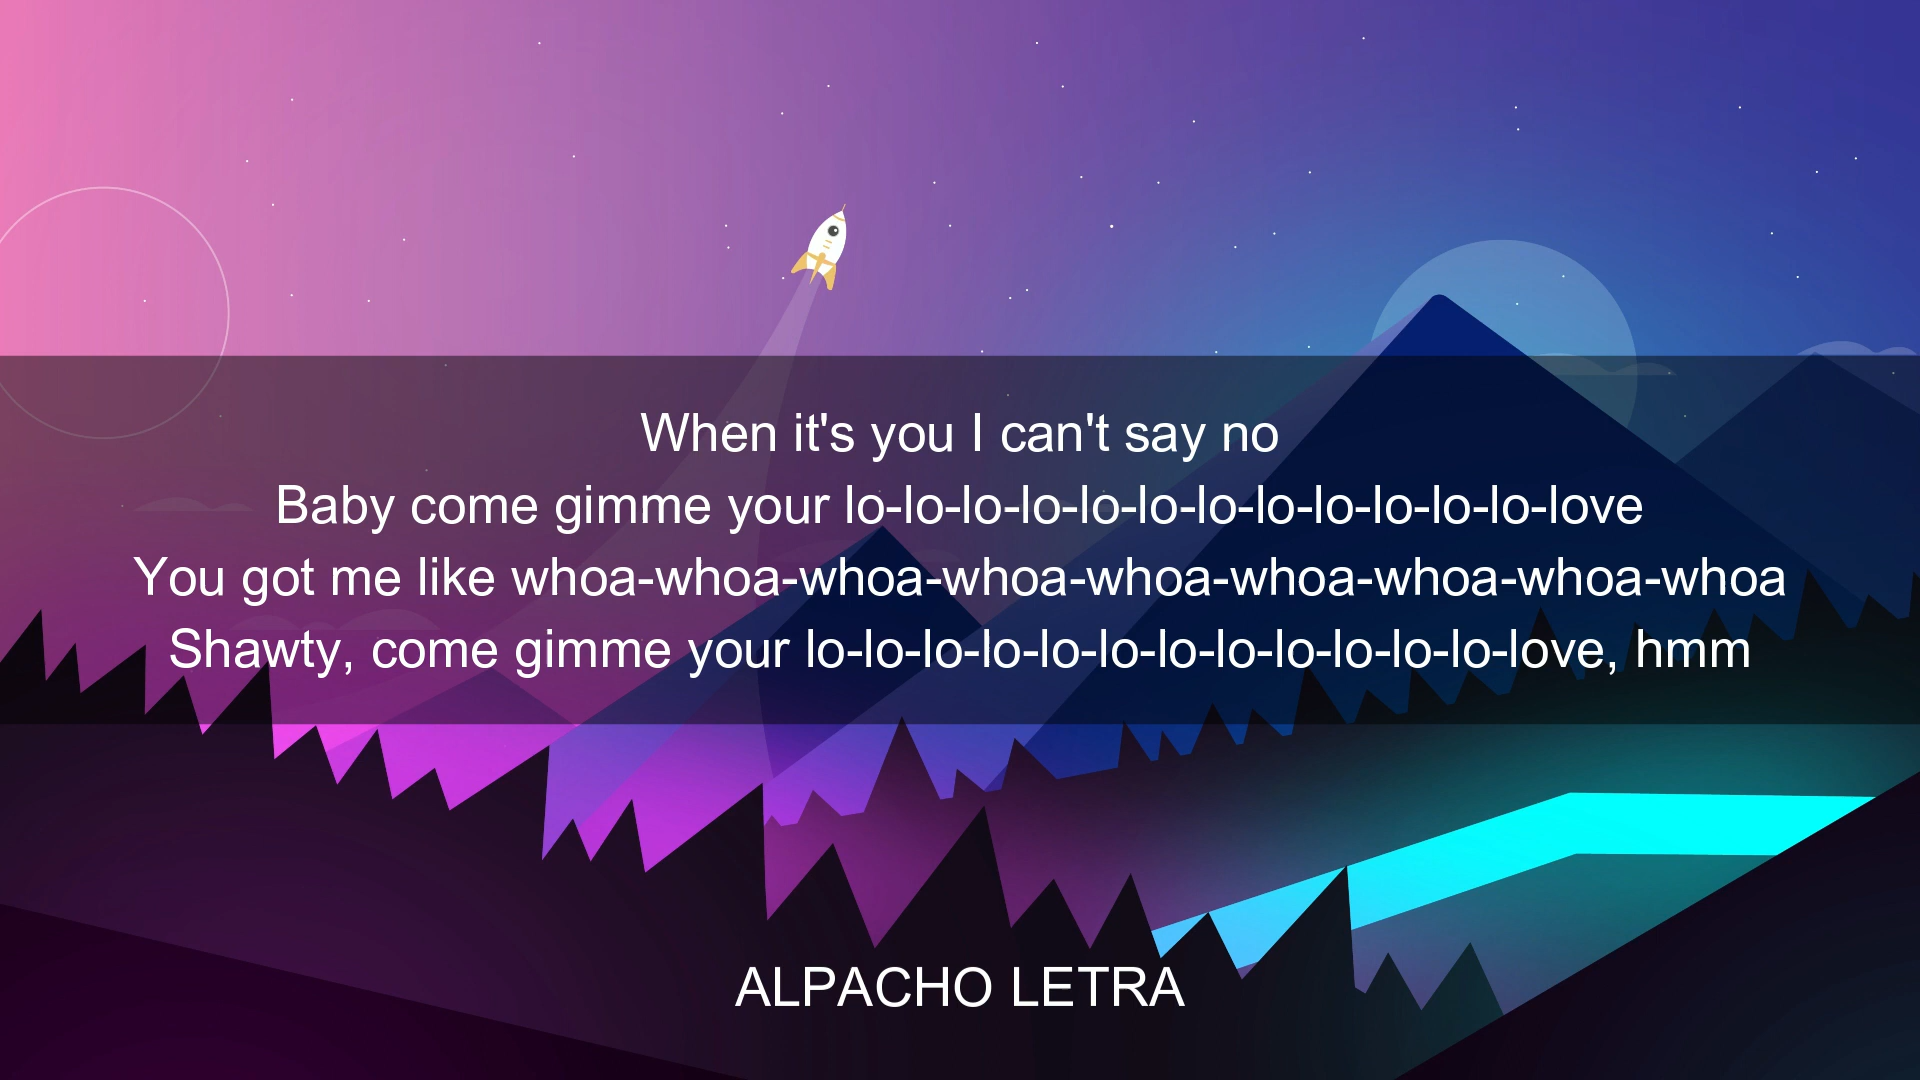 When it's you I can't say no
Baby come gimme your lo-lo-lo-lo-lo-lo-lo-lo-lo-lo-lo-lo-love
You got me like whoa-whoa-whoa-whoa-whoa-whoa-whoa-whoa-whoa
Shawty, come gimme your lo-lo-lo-lo-lo-lo-lo-lo-lo-lo-lo-lo-love, hmm
ALPACHO LETRA